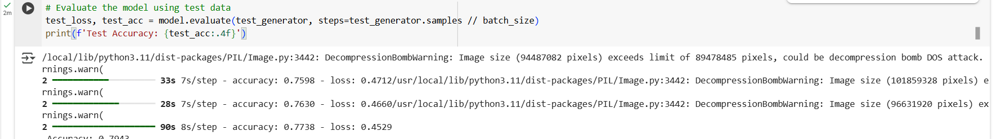 2m
# Evaluate the model using test data
test_loss, test_acc = model.evaluate(test_generator, steps=test_generator.samples // batch_size)
print(f'Test Accuracy: {test_acc:.4f}')
/local/lib/python3.11/dist-packages/PIL/Image.py:3442: DecompressionBombWarning: Image size (94487082 pixels) exceeds limit of 89478485 pixels, could be decompression bomb DOS attack.
rnings.warn(
2 33s 7s/step - accuracy: 0.7598 - loss: 0.4712/usr/local/lib/python3.11/dist-packages/PIL/Image.py:3442: DecompressionBombWarning: Image size (101859328 pixels) e
rnings.warn(
2 28s 7s/step - accuracy: 0.7630 - loss: 0.4660/usr/local/lib/python3.11/dist-packages/PIL/Image.py:3442: DecompressionBombWarning: Image size (96631920 pixels) ex
rnings.warn(
2 90s 8s/step - accuracy: 0.7738 - loss: 0.4529
Accuracy: 0.7943